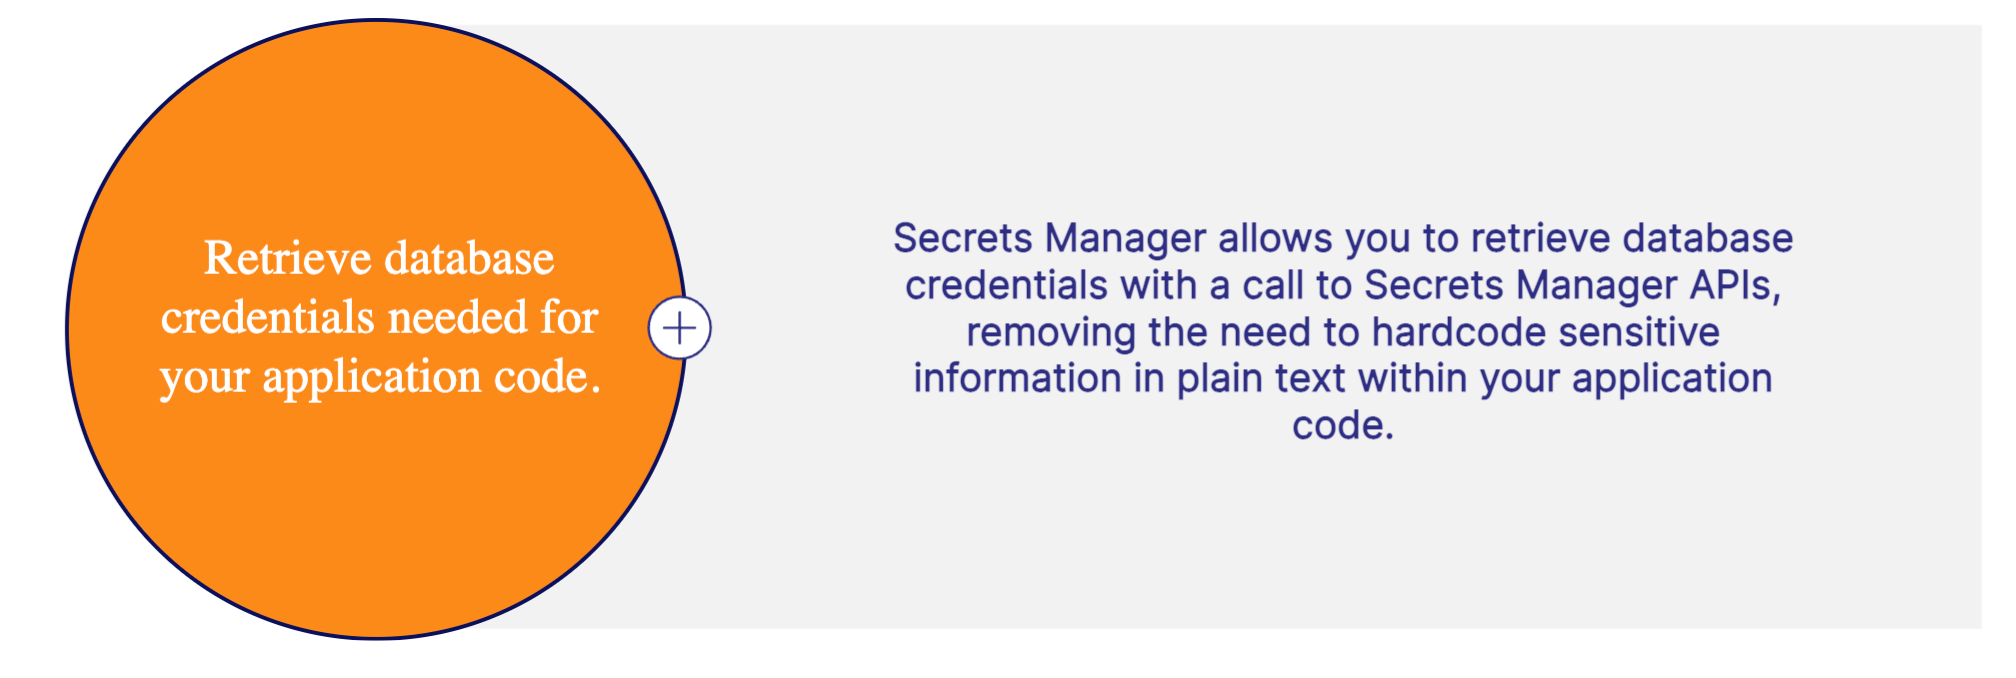 Retrieve database
credentials needed for
your application code.
Secrets Manager allows you to retrieve database
credentials with a call to Secrets Manager APIs,
removing the need to hardcode sensitive
information in plain text within your application
code.